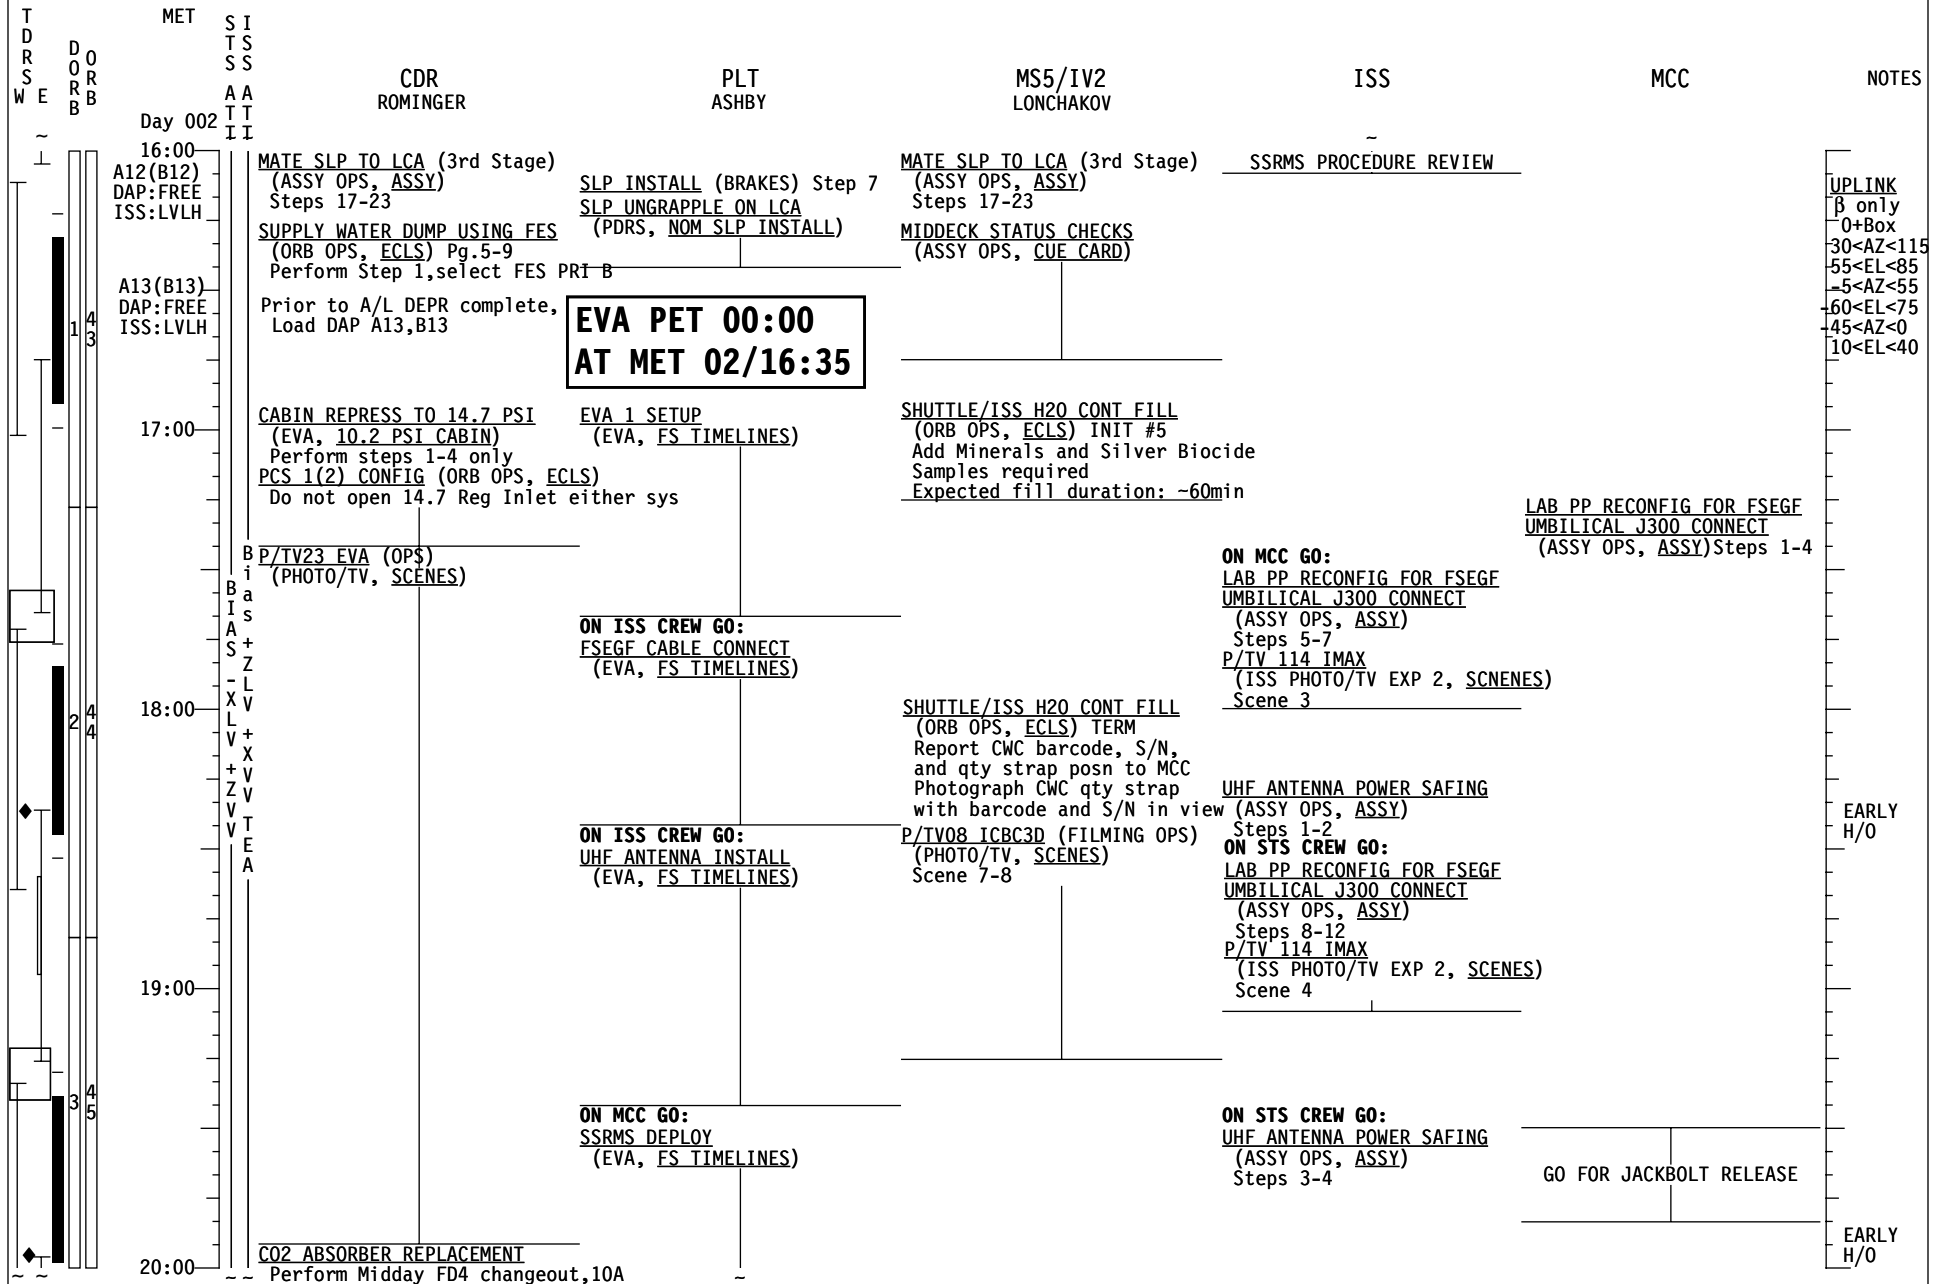 TDRS
W E
DORB
ORB
MET
STS ATT
ISS ATT
CDR
ROMINGER
PLT
ASHBY
MS5/IV2
LONCHAKOV
ISS
MCC
NOTES
Day 002
16:00
A12(B12)
DAP:FREE
ISS:LVLH
A13(B13)
DAP:FREE
ISS:LVLH
17:00
18:00
19:00
20:00
1
43
2
44
3
45
BIAS -XLV +ZVV
Bias +ZLV +XVV TEA
MATE SLP TO LCA (3rd Stage)
(ASSY OPS, ASSY)
Steps 17-23
SUPPLY WATER DUMP USING FES
(ORB OPS, ECLS) Pg.5-9
Perform Step 1,select FES PRI B
Prior to A/L DEPR complete,
Load DAP A13,B13
CABIN REPRESS TO 14.7 PSI
(EVA, 10.2 PSI CABIN)
Perform steps 1-4 only
PCS 1(2) CONFIG (ORB OPS, ECLS)
Do not open 14.7 Reg Inlet either sys
P/TV23 EVA (OPS)
(PHOTO/TV, SCENES)
CO2 ABSORBER REPLACEMENT
Perform Midday FD4 changeout,10A
SLP INSTALL (BRAKES) Step 7
SLP UNGRAPPLE ON LCA
(PDRS, NOM SLP INSTALL)
EVA PET 00:00
AT MET 02/16:35
EVA 1 SETUP
(EVA, FS TIMELINES)
ON ISS CREW GO:
FSEGF CABLE CONNECT
(EVA, FS TIMELINES)
ON ISS CREW GO:
UHF ANTENNA INSTALL
(EVA, FS TIMELINES)
ON MCC GO:
SSRMS DEPLOY
(EVA, FS TIMELINES)
MATE SLP TO LCA (3rd Stage)
(ASSY OPS, ASSY)
Steps 17-23
MIDDECK STATUS CHECKS
(ASSY OPS, CUE CARD)
SHUTTLE/ISS H2O CONT FILL
(ORB OPS, ECLS) INIT #5
Add Minerals and Silver Biocide
Samples required
Expected fill duration: ~60min
SHUTTLE/ISS H2O CONT FILL
(ORB OPS, ECLS) TERM
Report CWC barcode, S/N,
and qty strap posn to MCC
Photograph CWC qty strap
with barcode and S/N in view
P/TV08 ICBC3D (FILMING OPS)
(PHOTO/TV, SCENES)
Scene 7-8
SSRMS PROCEDURE REVIEW
ON MCC GO:
LAB PP RECONFIG FOR FSEGF
UMBILICAL J300 CONNECT
(ASSY OPS, ASSY)
Steps 5-7
P/TV 114 IMAX
(ISS PHOTO/TV EXP 2, SCNENES)
Scene 3
UHF ANTENNA POWER SAFING
(ASSY OPS, ASSY)
Steps 1-2
ON STS CREW GO:
LAB PP RECONFIG FOR FSEGF
UMBILICAL J300 CONNECT
(ASSY OPS, ASSY)
Steps 8-12
P/TV 114 IMAX
(ISS PHOTO/TV EXP 2, SCENES)
Scene 4
ON STS CREW GO:
UHF ANTENNA POWER SAFING
(ASSY OPS, ASSY)
Steps 3-4
LAB PP RECONFIG FOR FSEGF
UMBILICAL J300 CONNECT
(ASSY OPS, ASSY)Steps 1-4
GO FOR JACKBOLT RELEASE
UPLINK
β only
O+Box
30<AZ<115
55<EL<85
-5<AZ<55
-60<EL<75
-45<AZ<0
10<EL<40
EARLY
H/O
EARLY
H/O